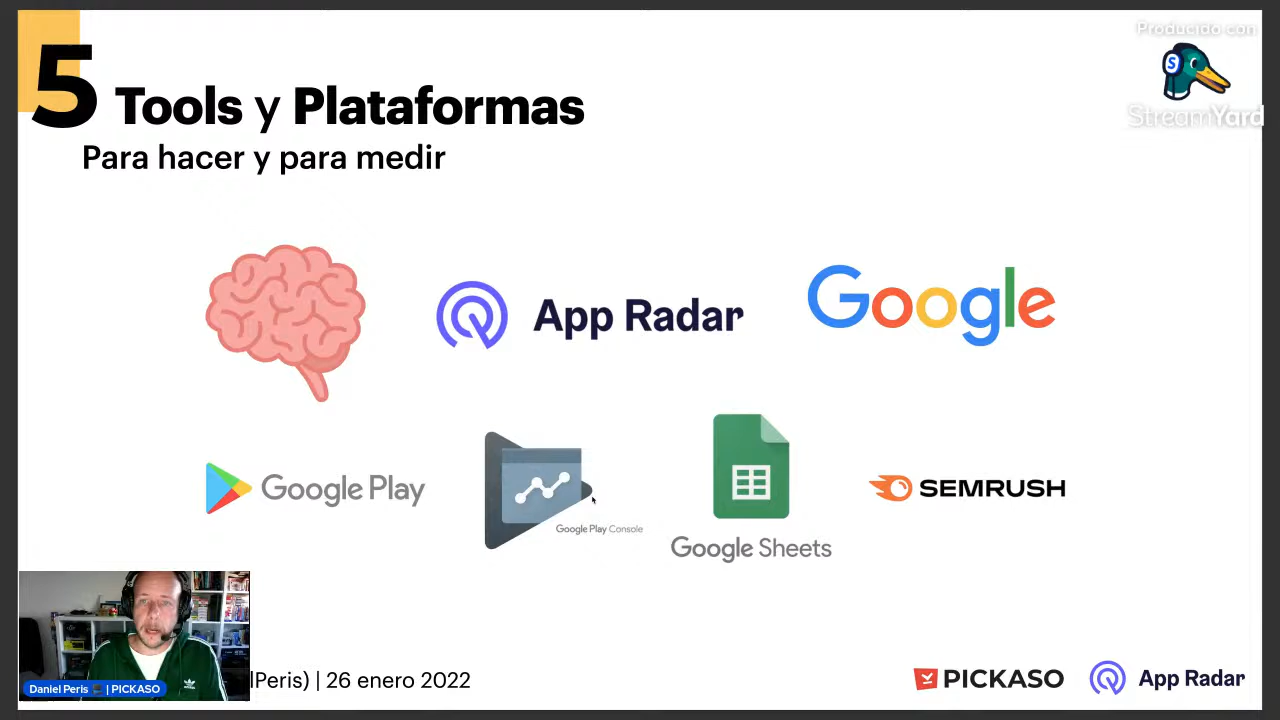 Producido con
StreamYard
5 Tools y Plataformas
Para hacer y para medir
App Radar
Google
Google Play
Google Play Console
Google Sheets
SEMRUSH
Daniel Peris | PICKASO
lPeris) | 26 enero 2022
PICKASO
App Radar